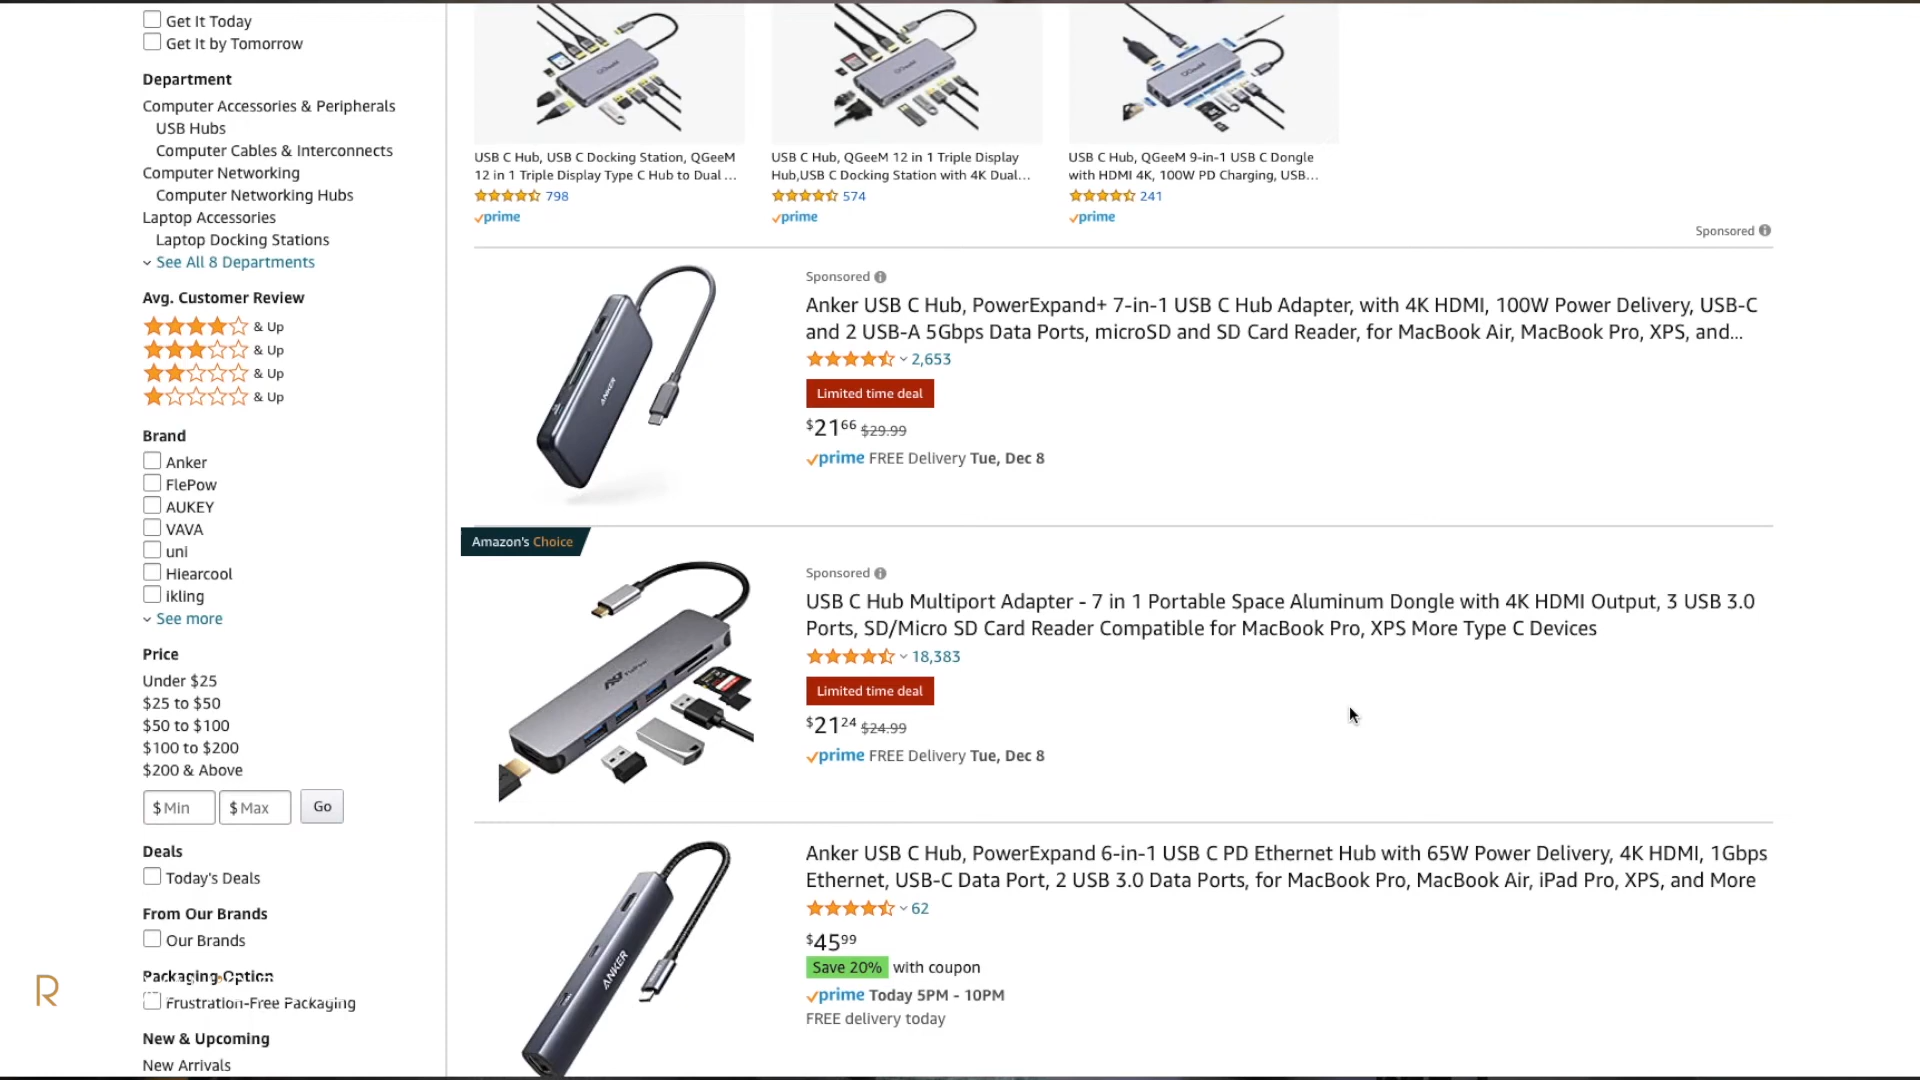 Get It Today
Get It by Tomorrow
Department
Computer Accessories & Peripherals
USB Hubs
Computer Cables & Interconnects
Computer Networking
Computer Networking Hubs
Laptop Accessories
Laptop Docking Stations
See All 8 Departments
Avg. Customer Review
& Up
& Up
& Up
& Up
Brand
Anker
FlePow
AUKEY
VAVA
uni
Hiearcool
ikling
See more
Price
Under $25
$25 to $50
$50 to $100
$100 to $200
$200 & Above
$ Min
$ Max
Go
Deals
Today's Deals
From Our Brands
Our Brands
Packaging Option
Frustration-Free Packaging
New & Upcoming
New Arrivals
R
USB C Hub, USB C Docking Station, QGeeM
12 in 1 Triple Display Type C Hub to Dual ...
798
prime
USB C Hub, QGeeM 12 in 1 Triple Display
Hub,USB C Docking Station with 4K Dual...
574
prime
USB C Hub, QGeeM 9-in-1 USB C Dongle
with HDMI 4K, 100W PD Charging, USB...
241
prime
Sponsored
Sponsored
Anker USB C Hub, PowerExpand+ 7-in-1 USB C Hub Adapter, with 4K HDMI, 100W Power Delivery, USB-C
and 2 USB-A 5Gbps Data Ports, microSD and SD Card Reader, for MacBook Air, MacBook Pro, XPS, and...
2,653
Limited time deal
$21 66 $29.99
prime FREE Delivery Tue, Dec 8
ANKER
Amazon's Choice
Sponsored
USB C Hub Multiport Adapter - 7 in 1 Portable Space Aluminum Dongle with 4K HDMI Output, 3 USB 3.0
Ports, SD/Micro SD Card Reader Compatible for MacBook Pro, XPS More Type C Devices
18,383
Limited time deal
$21 24 $24.99
prime FREE Delivery Tue, Dec 8
Anker USB C Hub, PowerExpand 6-in-1 USB C PD Ethernet Hub with 65W Power Delivery, 4K HDMI, 1Gbps
Ethernet, USB-C Data Port, 2 USB 3.0 Data Ports, for MacBook Pro, MacBook Air, iPad Pro, XPS, and More
62
$45 99
Save 20% with coupon
prime Today 5PM - 10PM
FREE delivery today
ANKER